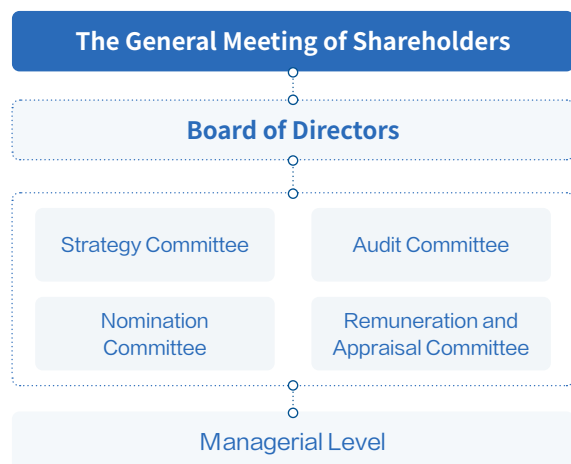 The General Meeting of Shareholders
Board of Directors
Strategy Committee
Audit Committee
Nomination
Committee
Remuneration and
Appraisal Committee
Managerial Level